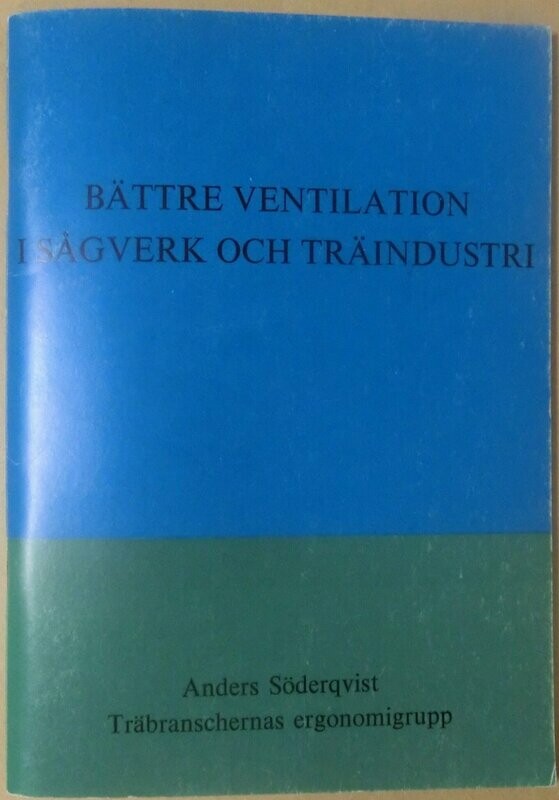 BÄTTRE VENTILATION
I SÅGVERK OCH TRÄINDUSTRI
Anders Söderqvist
Träbranschernas ergonomigrupp